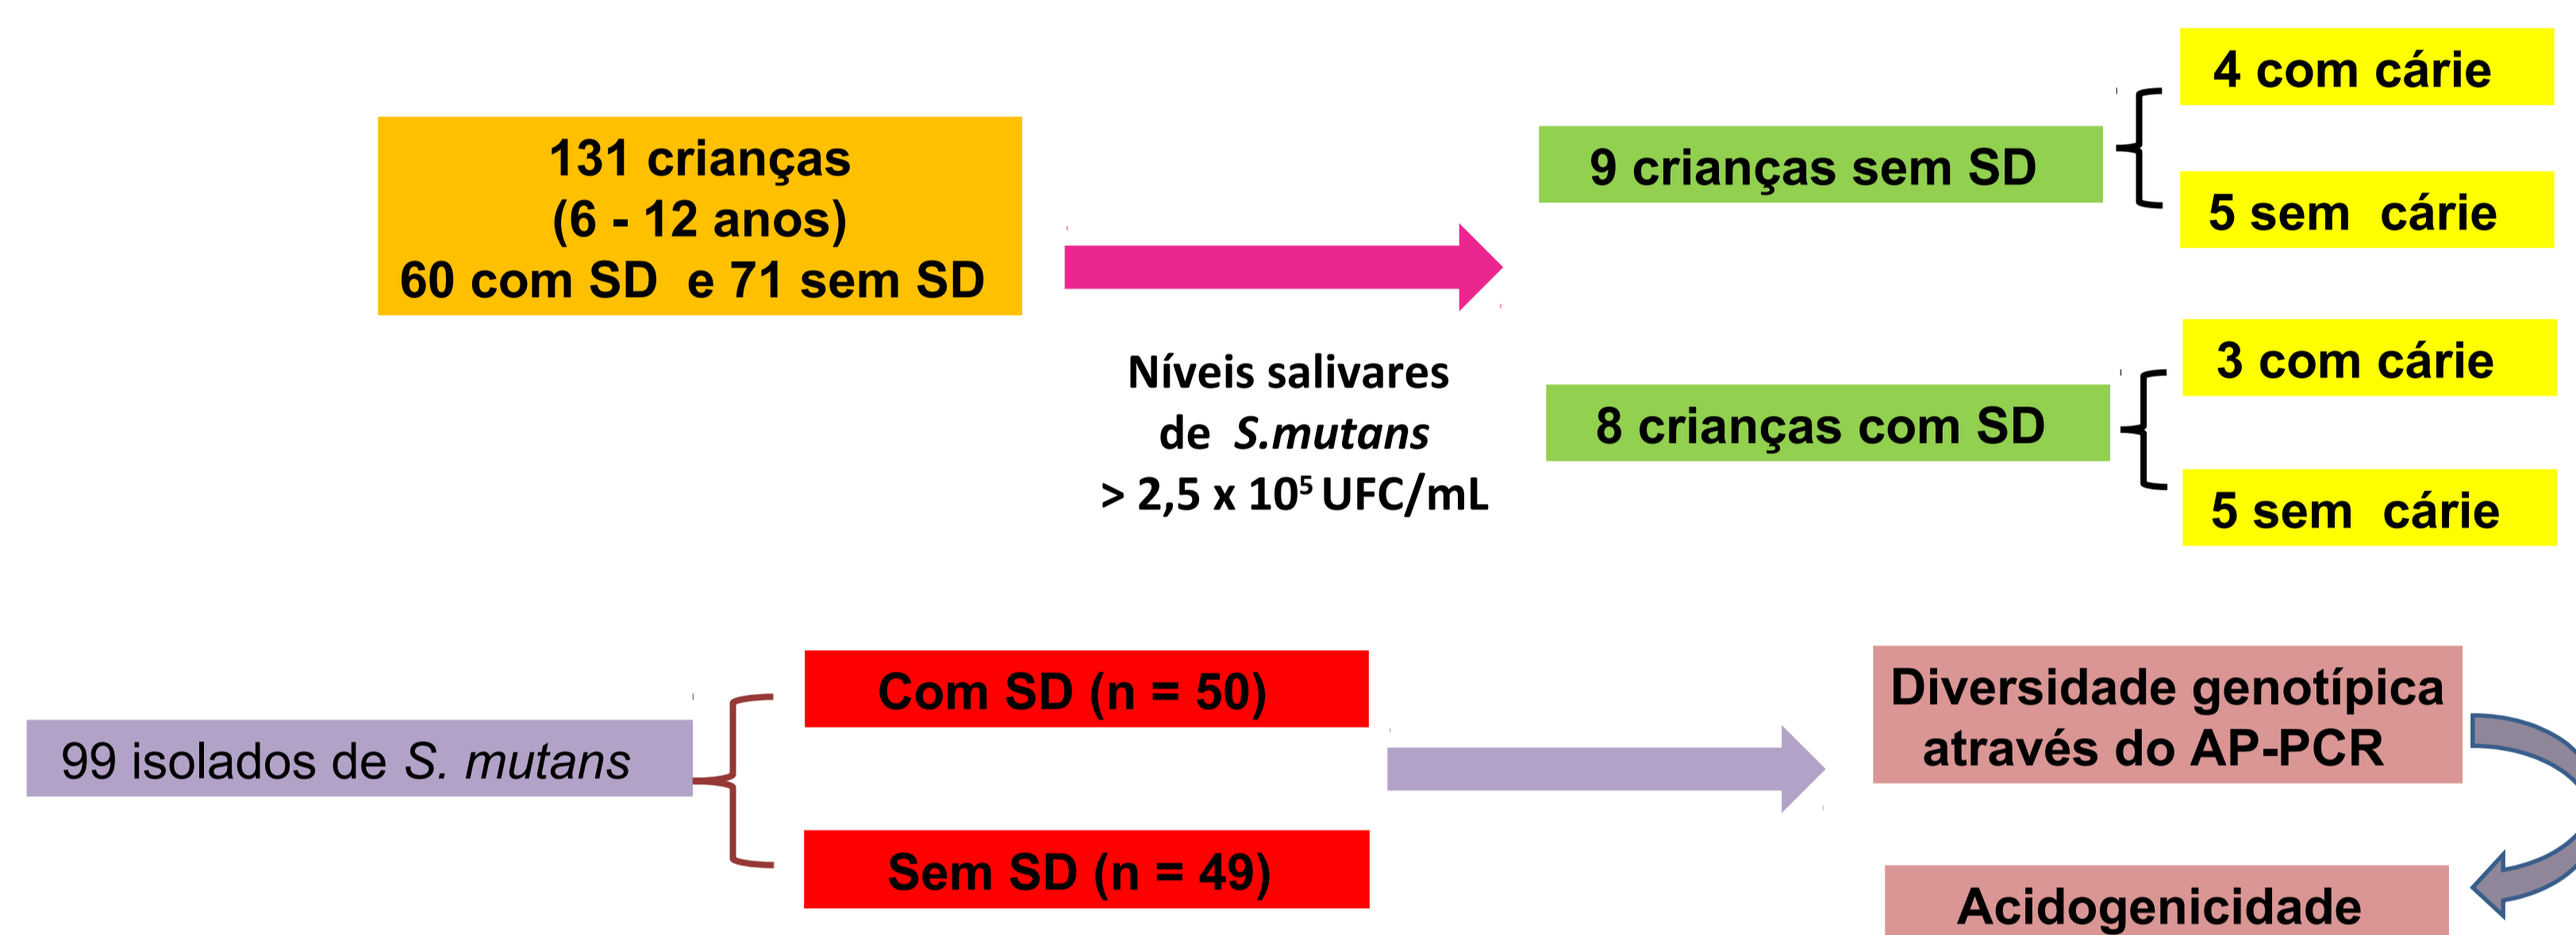 131 crianças
(6 - 12 anos)
60 com SD e 71 sem SD
Níveis salivares
de S.mutans
> 2,5 x 10⁵ UFC/mL
9 crianças sem SD
4 com cárie
5 sem cárie
8 crianças com SD
3 com cárie
5 sem cárie
99 isolados de S. mutans
Com SD (n = 50)
Sem SD (n = 49)
Diversidade genotípica
através do AP-PCR
Acidogenicidade